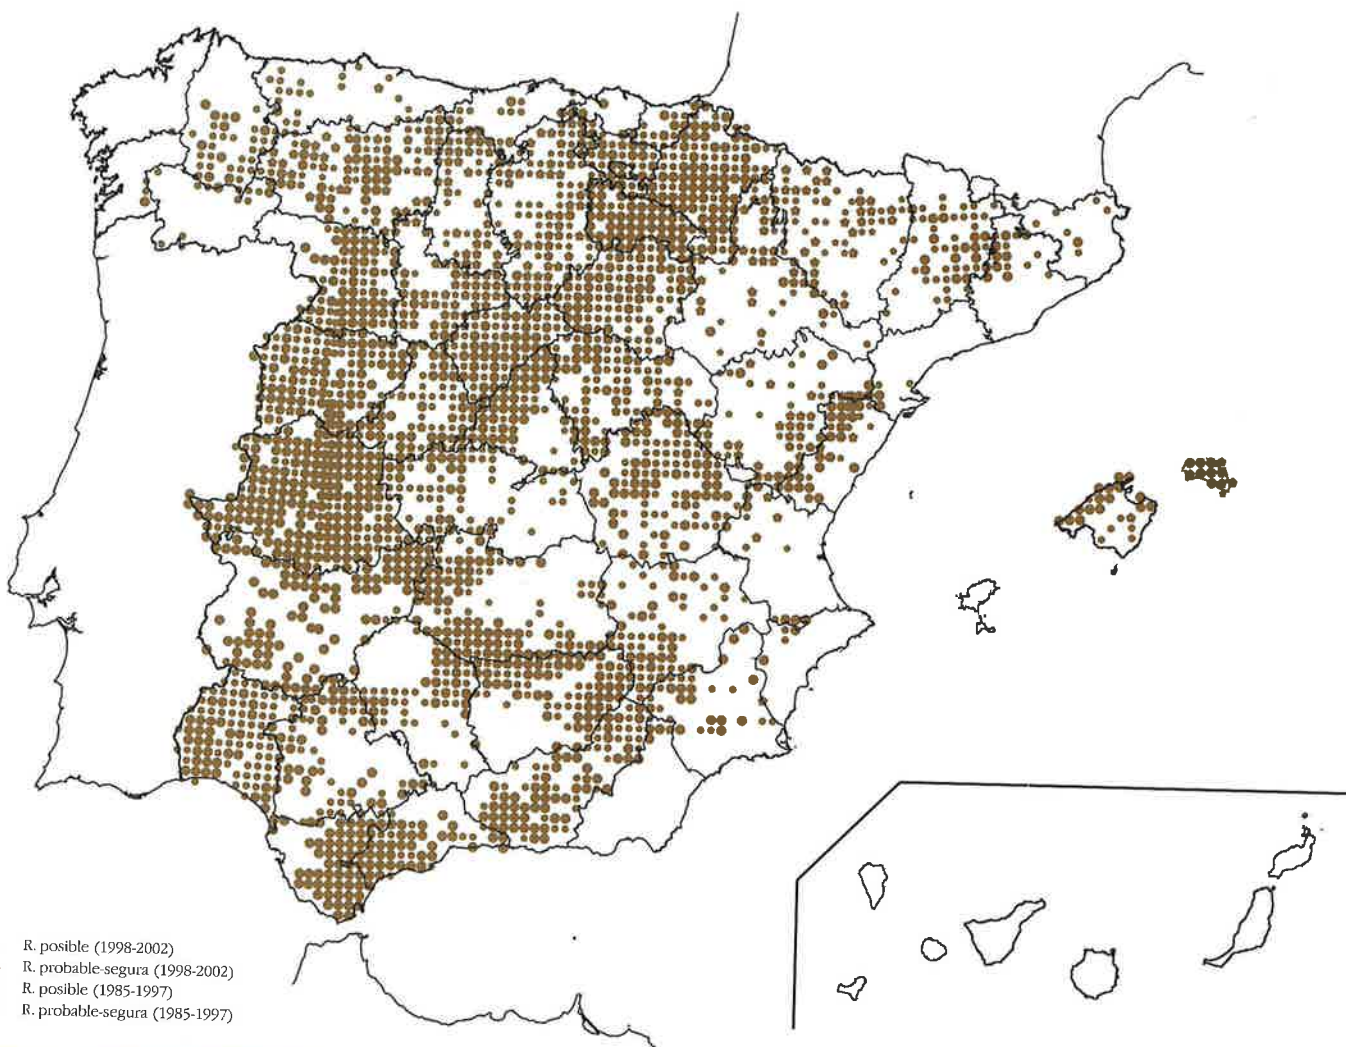 R. posible (1998-2002)
R. probable-segura (1998-2002)
R. posible (1985-1997)
R. probable-segura (1985-1997)